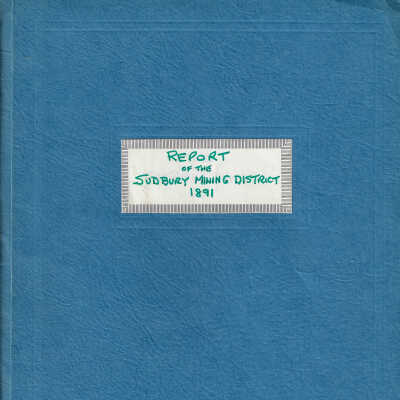 REPORT
OF THE
SUDBURY MINING DISTRICT
1891